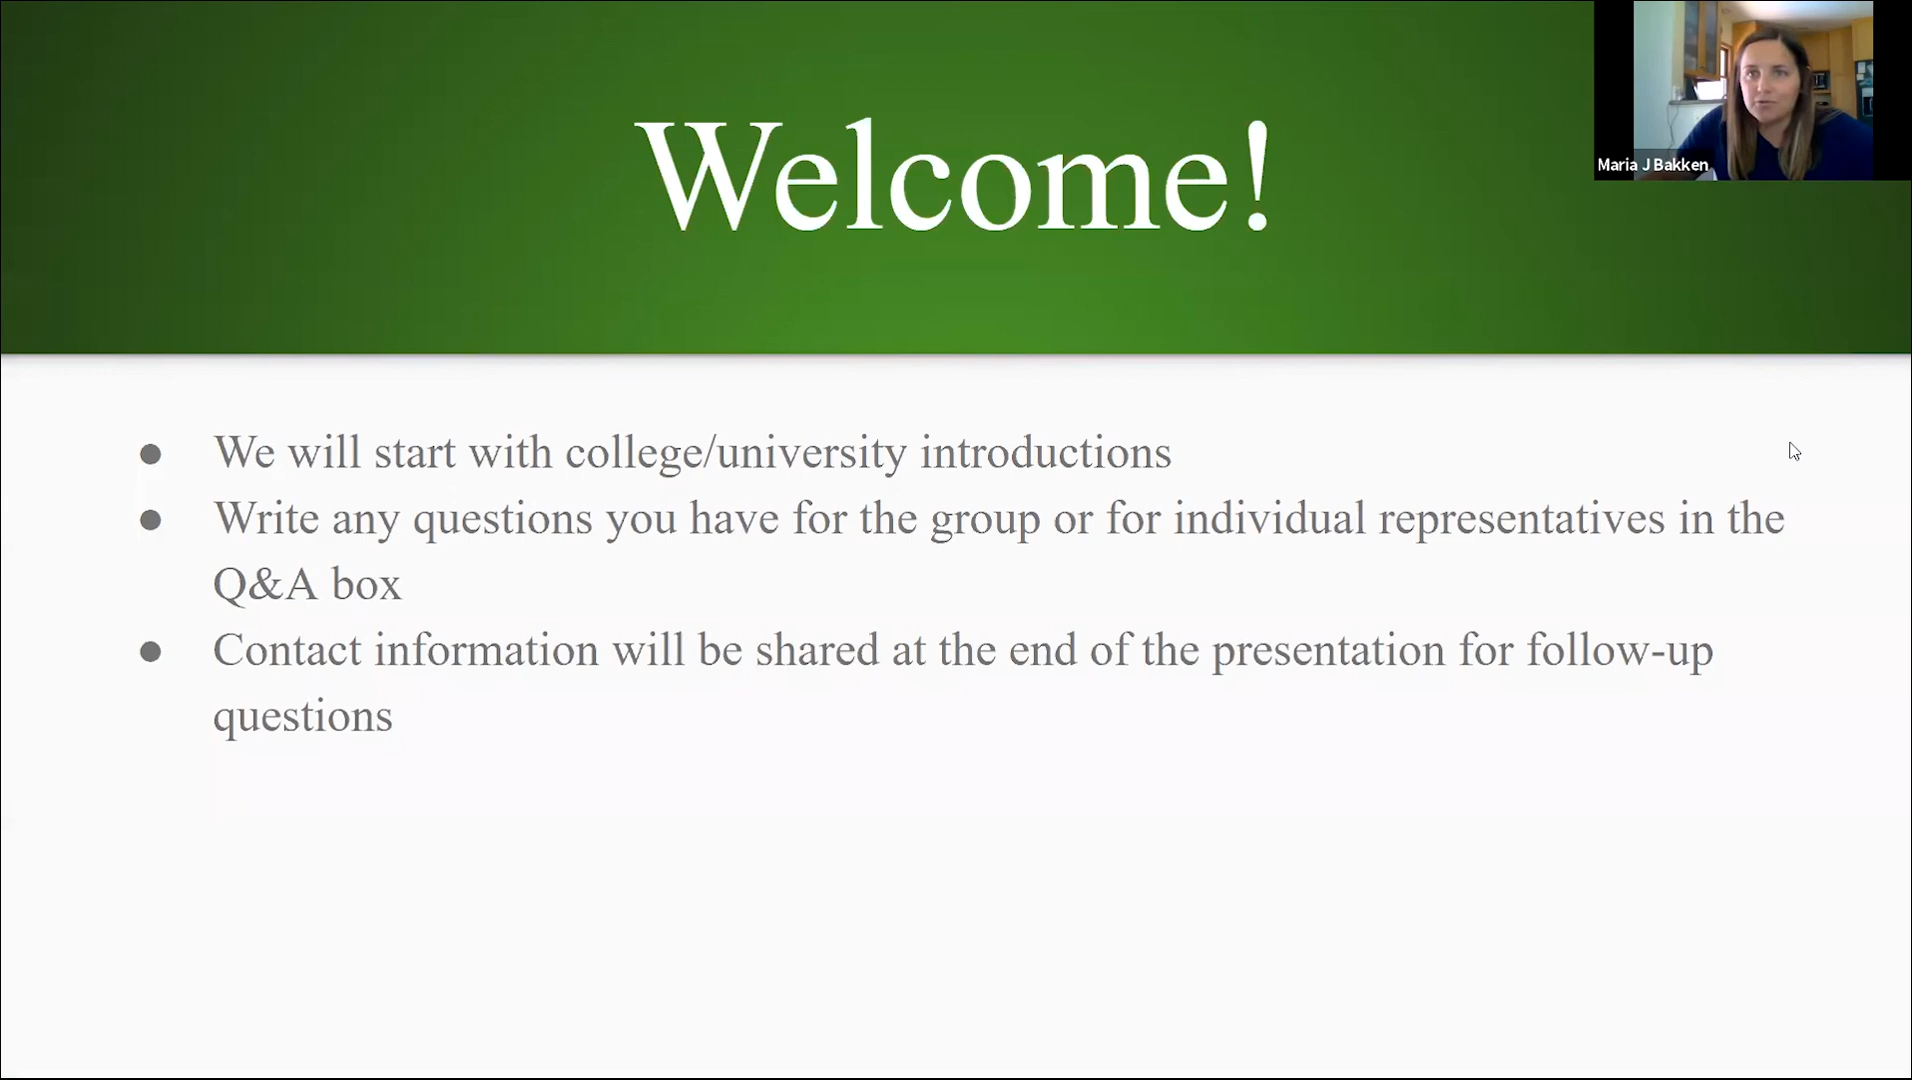 Welcome!
Maria J Bakken
● We will start with college/university introductions
● Write any questions you have for the group or for individual representatives in the
Q&A box
● Contact information will be shared at the end of the presentation for follow-up
questions